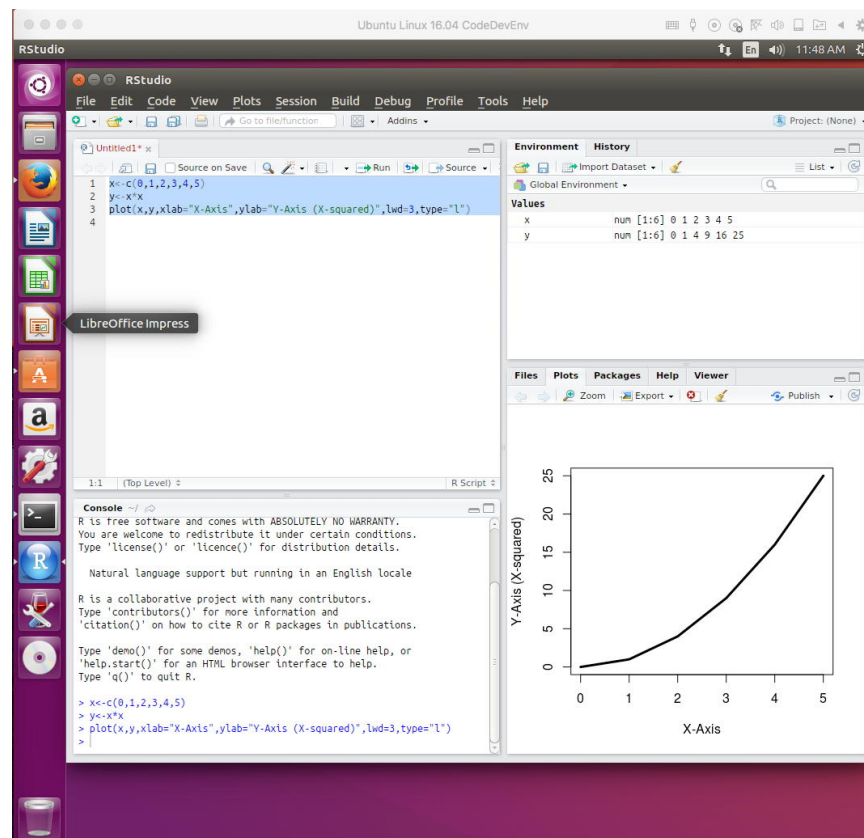 Ubuntu Linux 16.04 CodeDevEnv
RStudio
En
11:48 AM
RStudio
File Edit Code View Plots Session Build Debug Profile Tools Help
Go to file/function
Addins
Project: (None)
Untitled1* x
Source on Save
Run
Source
1 x<-c(0,1,2,3,4,5)
2 y<-x*x
3 plot(x,y,xlab="X-Axis",ylab="Y-Axis (X-squared)",lwd=3,type="l")
4
LibreOffice Impress
1:1 (Top Level)
R Script
Console ~/
R is free software and comes with ABSOLUTELY NO WARRANTY.
You are welcome to redistribute it under certain conditions.
Type 'license()' or 'licence()' for distribution details.
Natural language support but running in an English locale
R is a collaborative project with many contributors.
Type 'contributors()' for more information and
'citation()' on how to cite R or R packages in publications.
Type 'demo()' for some demos, 'help()' for on-line help, or
'help.start()' for an HTML browser interface to help.
Type 'q()' to quit R.
> x<-c(0,1,2,3,4,5)
> y<-x*x
> plot(x,y,xlab="X-Axis",ylab="Y-Axis (X-squared)",lwd=3,type="l")
>
Environment History
Import Dataset
List
Global Environment
Values
x num [1:6] 0 1 2 3 4 5
y num [1:6] 0 1 4 9 16 25
Files Plots Packages Help Viewer
Zoom Export Publish
Y-Axis (X-squared)
25
20
15
10
5
0
0 1 2 3 4 5
X-Axis
A
a
>_
R